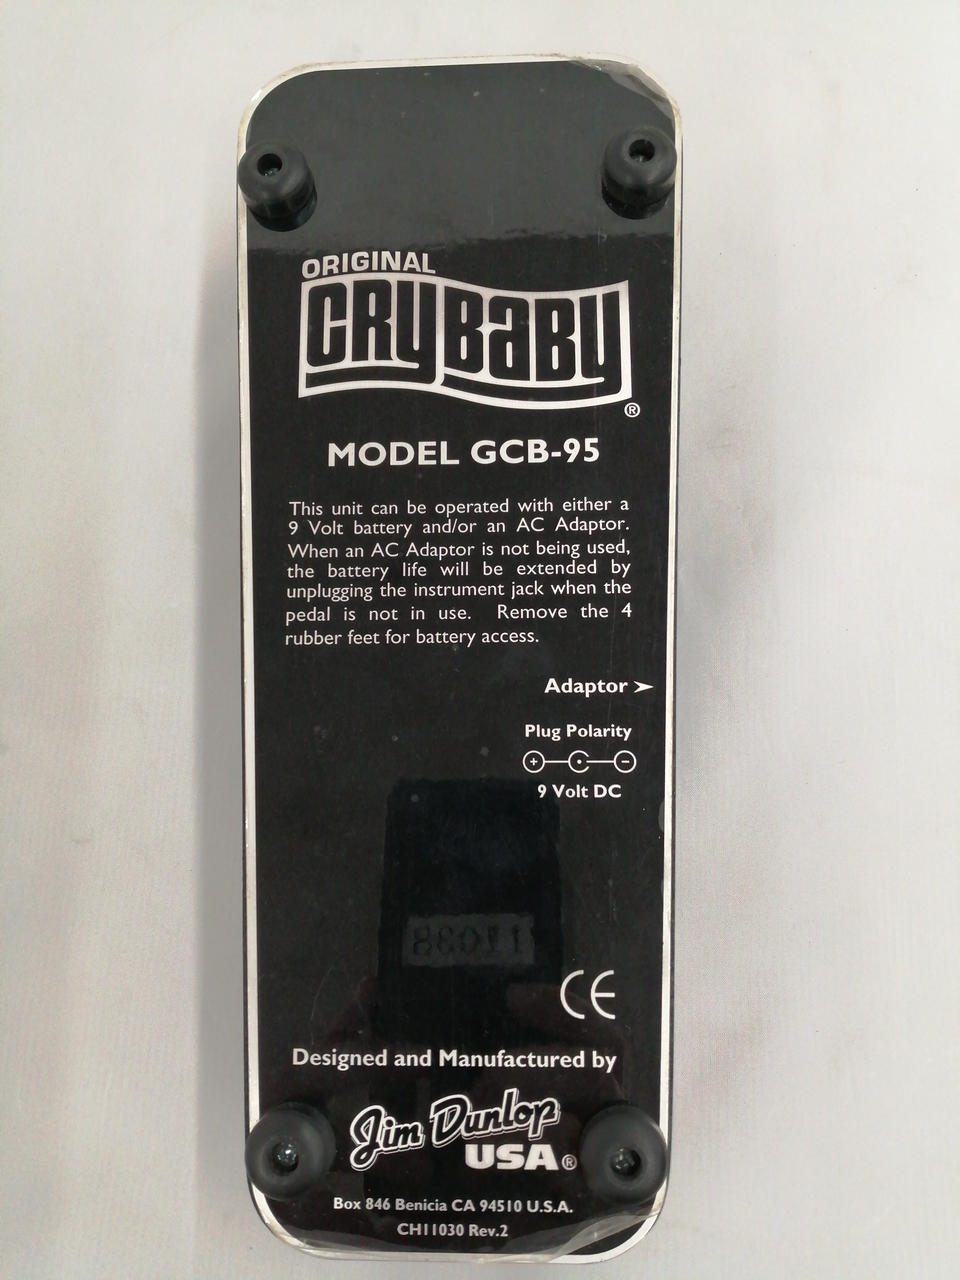 ORIGINAL
CRYBABY®
MODEL GCB-95
This unit can be operated with either a
9 Volt battery and/or an AC Adaptor.
When an AC Adaptor is not being used,
the battery life will be extended by
unplugging the instrument jack when the
pedal is not in use. Remove the 4
rubber feet for battery access.
Adaptor ➤
Plug Polarity
+ −
9 Volt DC
CE
Designed and Manufactured by
Jim Dunlop
USA®
Box 846 Benicia CA 94510 U.S.A.
CH11030 Rev.2